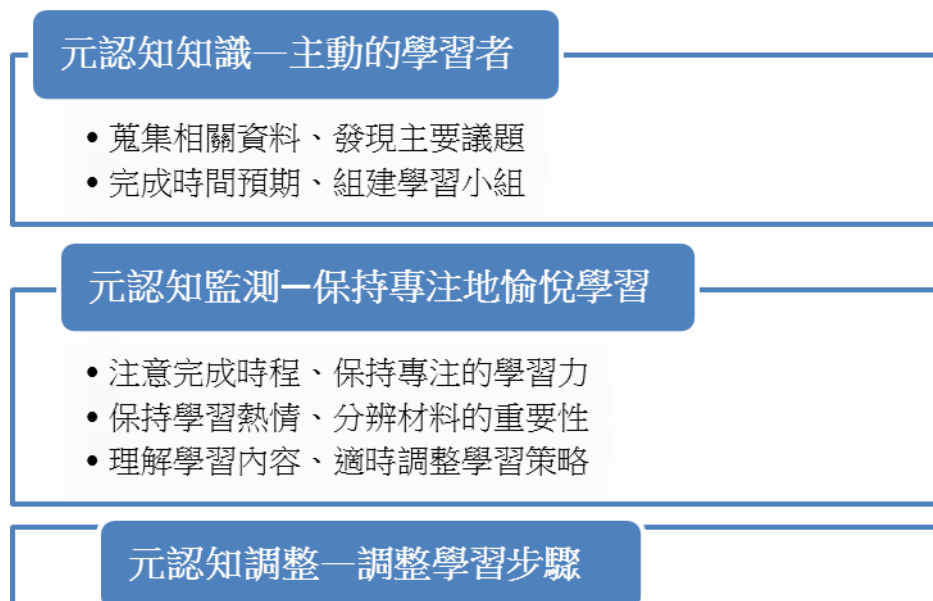 元認知知識—主動的學習者
• 蒐集相關資料、發現主要議題
• 完成時間預期、組建學習小組
元認知監測—保持專注地愉悅學習
• 注意完成時程、保持專注的學習力
• 保持學習熱情、分辨材料的重要性
• 理解學習內容、適時調整學習策略
元認知調整—調整學習步驟